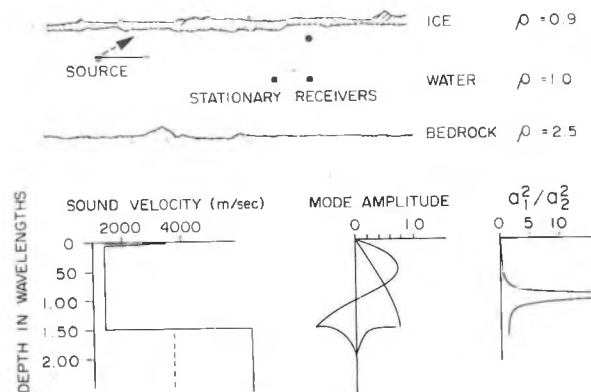 ICE ρ = 0.9
SOURCE
WATER ρ = 1.0
STATIONARY RECEIVERS
BEDROCK ρ = 2.5
SOUND VELOCITY (m/sec)
2000 4000
MODE AMPLITUDE
0 1.0
a₁²/a₂²
0 5 10
DEPTH IN WAVELENGTHS
0
.50
1.00
1.50
2.00